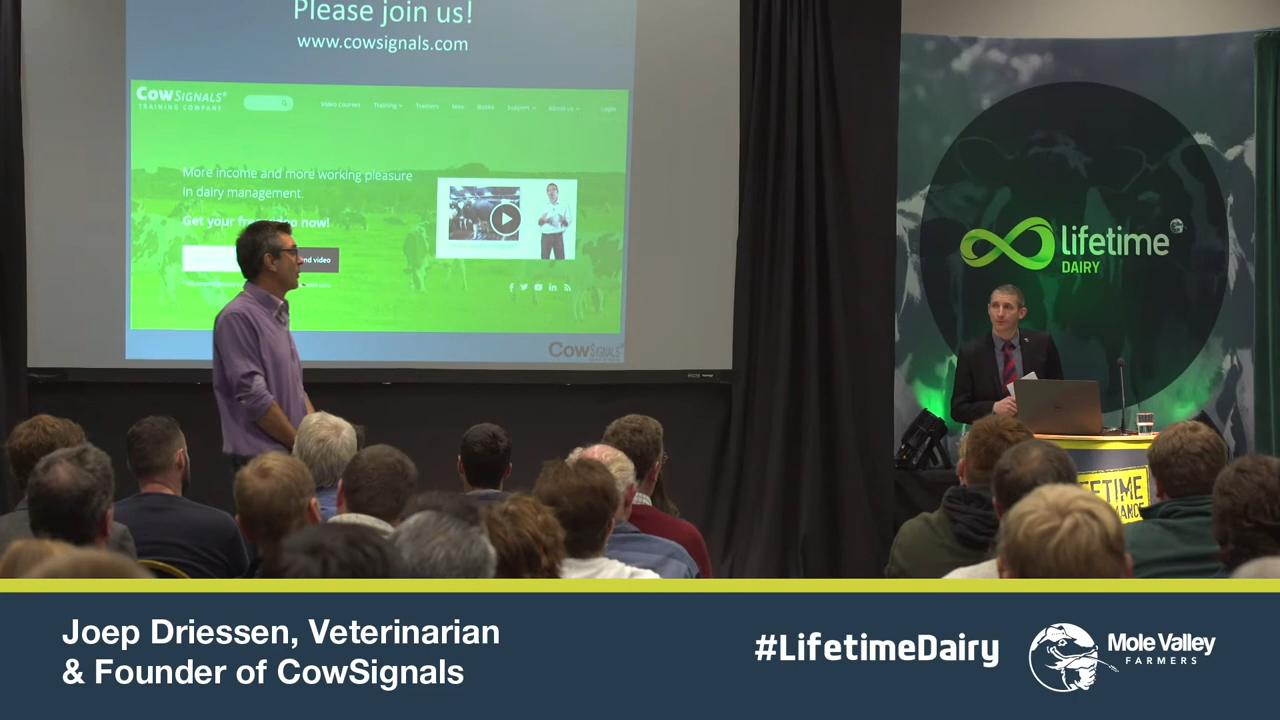 Please join us!
www.cowsignals.com
COWSIGNALS®
TRAINING COMPANY
Video courses Training Trainers New Books Support About us Login
More income and more working pleasure
in dairy management.
Get your free video now!
nd video
COWSIGNALS®
lifetime
DAIRY
ETIME
Joep Driessen, Veterinarian
& Founder of CowSignals
#LifetimeDairy
Mole Valley
FARMERS